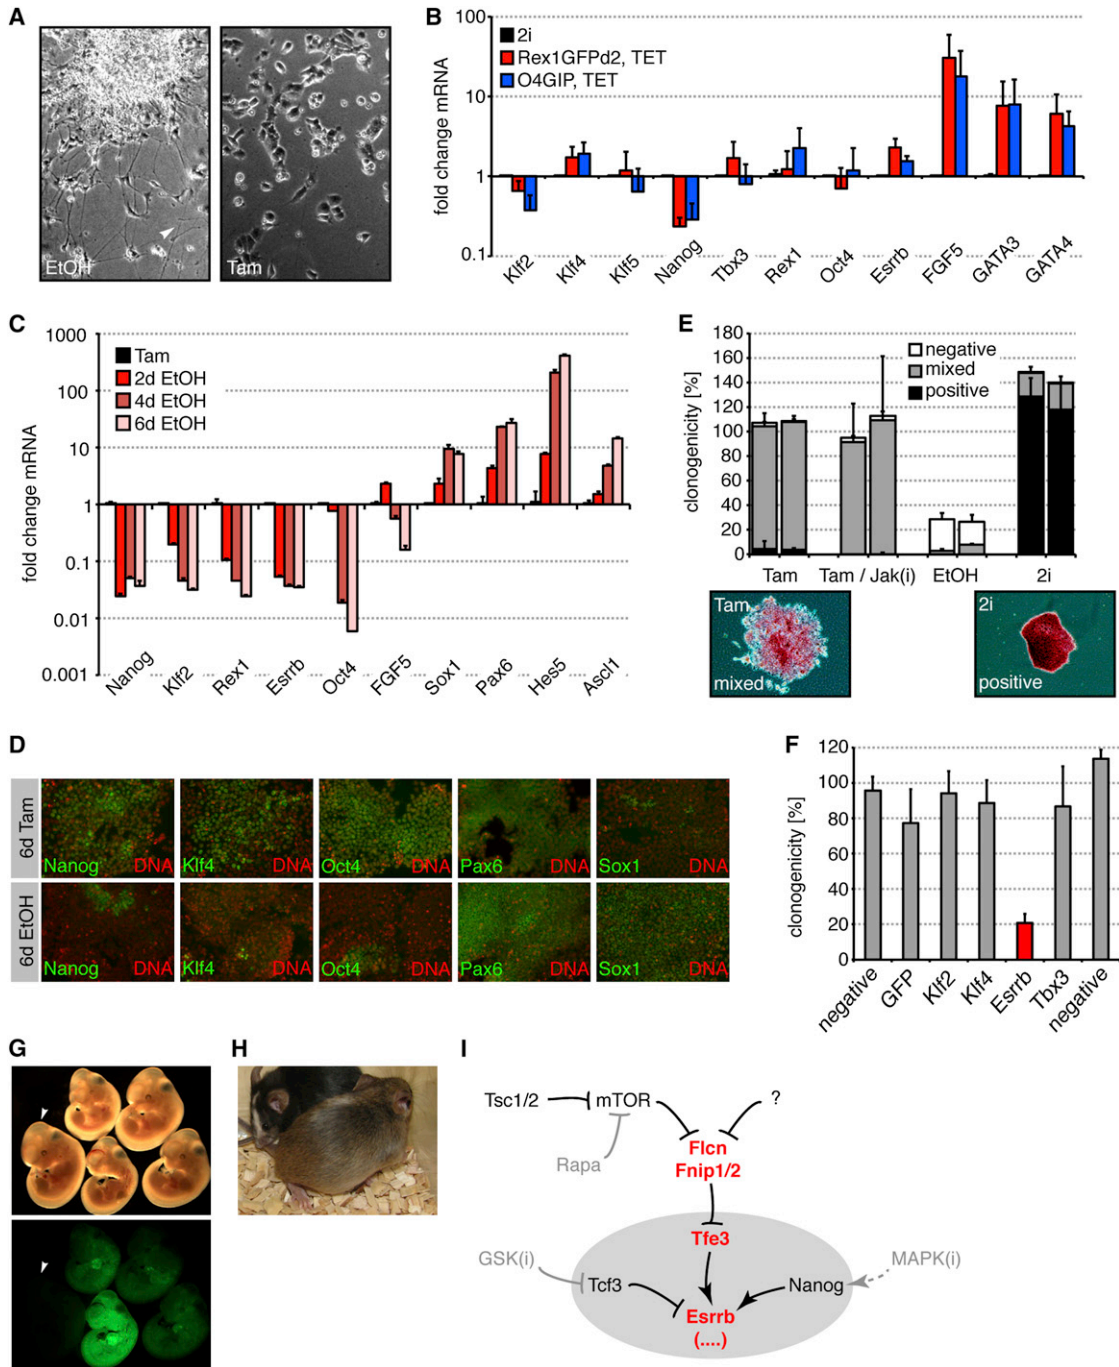 A
EtOH
Tam
B
fold change mRNA
100
10
1
0.1
2i
Rex1GFPd2, TET
O4GIP, TET
Klf2
Klf4
Klf5
Nanog
Tbx3
Rex1
Oct4
Esrrb
FGF5
GATA3
GATA4
C
fold change mRNA
1000
100
10
1
0.1
0.01
0.001
Tam
2d EtOH
4d EtOH
6d EtOH
Nanog
Klf2
Rex1
Esrrb
Oct4
FGF5
Sox1
Pax6
Hes5
Ascl1
E
clonogenicity [%]
180
160
140
120
100
80
60
40
20
0
negative
mixed
positive
Tam
Tam / Jak(i)
EtOH
2i
Tam
mixed
2i
positive
D
6d Tam
Nanog DNA
Klf4 DNA
Oct4 DNA
Pax6 DNA
Sox1 DNA
6d EtOH
Nanog DNA
Klf4 DNA
Oct4 DNA
Pax6 DNA
Sox1 DNA
F
clonogenicity [%]
120
100
80
60
40
20
0
negative
GFP
Klf2
Klf4
Esrrb
Tbx3
negative
G
H
I
Tsc1/2
mTOR
?
Rapa
Flcn
Fnip1/2
Tfe3
GSK(i)
Tcf3
Nanog
MAPK(i)
Esrrb
(....)